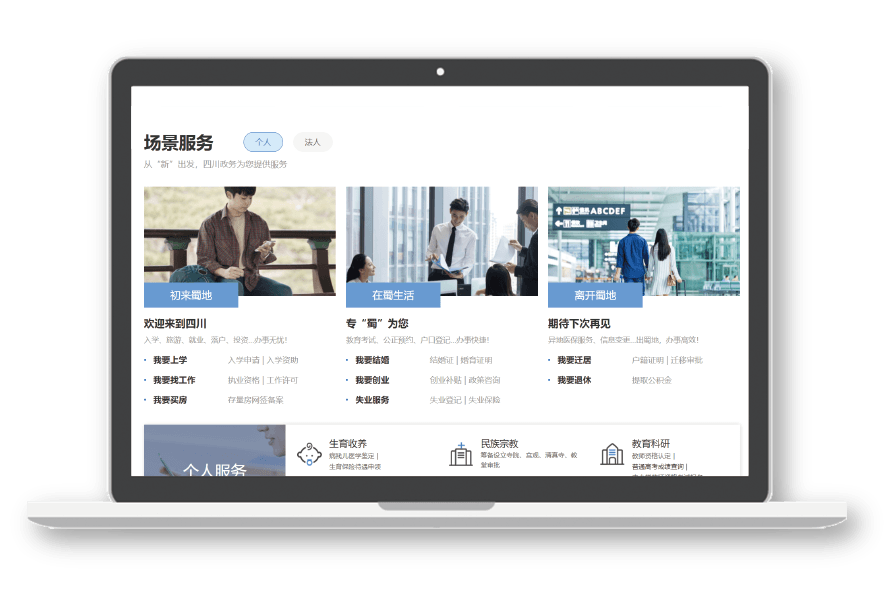 场景服务
个人
法人
从“新”出发，四川政务为您提供服务
ABCDEF
初来蜀地
在蜀生活
离开蜀地
欢迎来到四川
入学、旅游、就业、落户、投资...办事无忧！
我要上学 入学申请 | 入学资助
我要找工作 执业资格 | 工作许可
我要买房 存量房网签备案
专“蜀”为您
教育考试、公正预约、户口登记...办事快捷！
我要结婚 结婚证 | 婚育证明
我要创业 创业补贴 | 政策咨询
失业服务 失业登记 | 失业保险
期待下次再见
异地医保服务、信息变更...出蜀地，办事高效！
我要迁居 户籍证明 | 迁移审批
我要退休 提取公积金
个人服务
生育收养
病残儿医学鉴定 |
生育保险待遇申领
民族宗教
筹备设立寺院、宫观、清真寺、教
堂审批
教育科研
教师资格认定 |
普通高考成绩查询 |